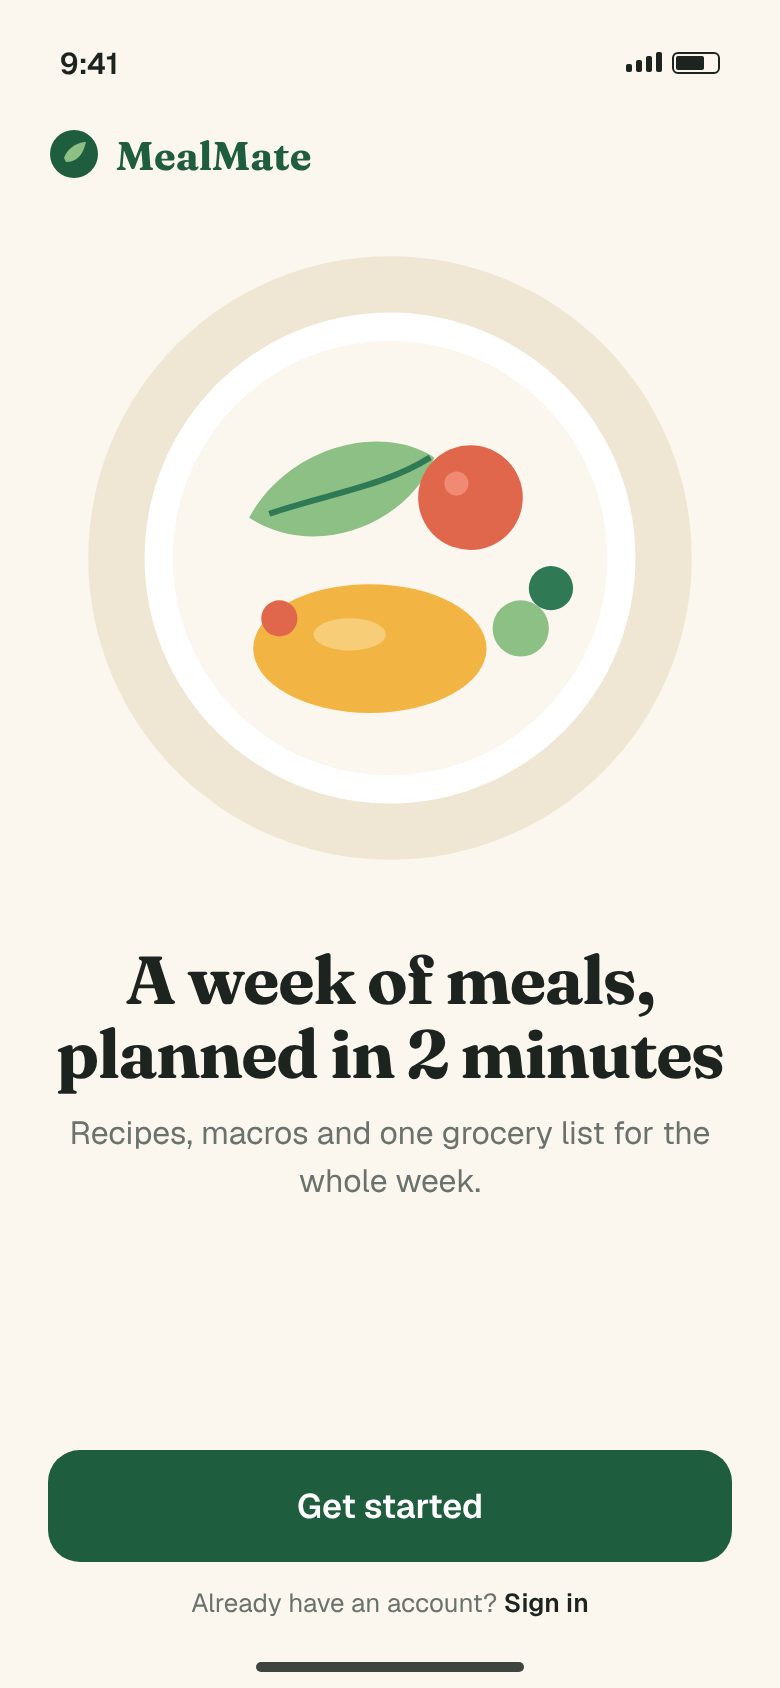 9:41
MealMate
A week of meals,
planned in 2 minutes
Recipes, macros and one grocery list for the
whole week.
Get started
Already have an account? Sign in